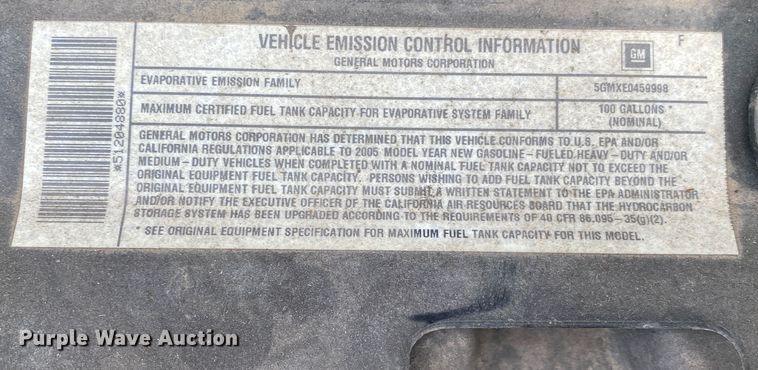 VEHICLE EMISSION CONTROL INFORMATION
GENERAL MOTORS CORPORATION
GM
F
EVAPORATIVE EMISSION FAMILY
5GMXE0459998
MAXIMUM CERTIFIED FUEL TANK CAPACITY FOR EVAPORATIVE SYSTEM FAMILY
100 GALLONS *
(NOMINAL)
GENERAL MOTORS CORPORATION HAS DETERMINED THAT THIS VEHICLE CONFORMS TO U.S. EPA AND/OR
CALIFORNIA REGULATIONS APPLICABLE TO 2005 MODEL YEAR NEW GASOLINE-FUELED HEAVY-DUTY AND/OR
MEDIUM-DUTY VEHICLES WHEN COMPLETED WITH A NOMINAL FUEL TANK CAPACITY NOT TO EXCEED THE
ORIGINAL EQUIPMENT FUEL TANK CAPACITY. PERSONS WISHING TO ADD FUEL TANK CAPACITY BEYOND THE
ORIGINAL EQUIPMENT FUEL TANK CAPACITY MUST SUBMIT A WRITTEN STATEMENT TO THE EPA ADMINISTRATOR
AND/OR NOTIFY THE EXECUTIVE OFFICER OF THE CALIFORNIA AIR RESOURCES BOARD THAT THE HYDROCARBON
STORAGE SYSTEM HAS BEEN UPGRADED ACCORDING TO THE REQUIREMENTS OF 40 CFR 86.095-35(g)(2).
* SEE ORIGINAL EQUIPMENT SPECIFICATION FOR MAXIMUM FUEL TANK CAPACITY FOR THIS MODEL.
*51204880*
Purple Wave Auction